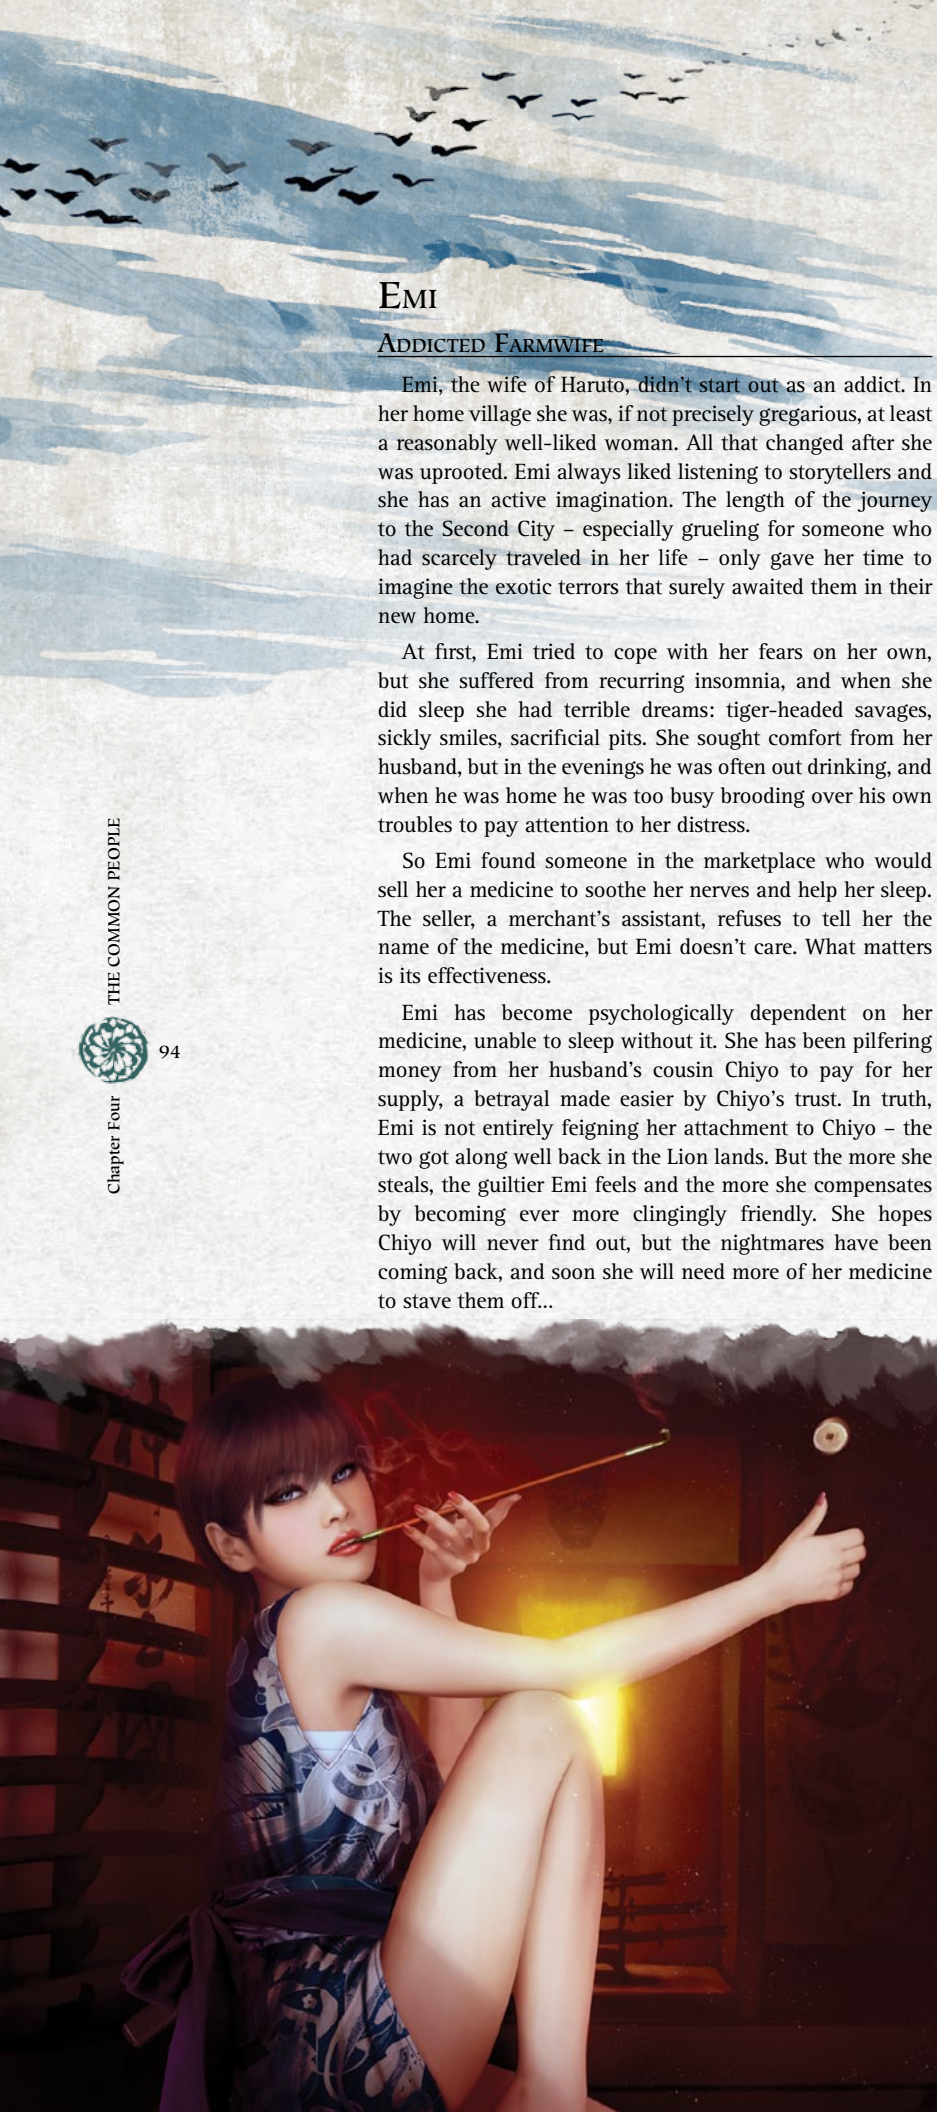 EMI
ADDICTED FARMWIFE
Emi, the wife of Haruto, didn't start out as an addict. In
her home village she was, if not precisely gregarious, at least
a reasonably well-liked woman. All that changed after she
was uprooted. Emi always liked listening to storytellers and
she has an active imagination. The length of the journey
to the Second City – especially grueling for someone who
had scarcely traveled in her life – only gave her time to
imagine the exotic terrors that surely awaited them in their
new home.
At first, Emi tried to cope with her fears on her own,
but she suffered from recurring insomnia, and when she
did sleep she had terrible dreams: tiger-headed savages,
sickly smiles, sacrificial pits. She sought comfort from her
husband, but in the evenings he was often out drinking, and
when he was home he was too busy brooding over his own
troubles to pay attention to her distress.
So Emi found someone in the marketplace who would
sell her a medicine to soothe her nerves and help her sleep.
The seller, a merchant's assistant, refuses to tell her the
name of the medicine, but Emi doesn't care. What matters
is its effectiveness.
Emi has become psychologically dependent on her
medicine, unable to sleep without it. She has been pilfering
money from her husband's cousin Chiyo to pay for her
supply, a betrayal made easier by Chiyo's trust. In truth,
Emi is not entirely feigning her attachment to Chiyo – the
two got along well back in the Lion lands. But the more she
steals, the guiltier Emi feels and the more she compensates
by becoming ever more clingingly friendly. She hopes
Chiyo will never find out, but the nightmares have been
coming back, and soon she will need more of her medicine
to stave them off...
Chapter Four
94
THE COMMON PEOPLE